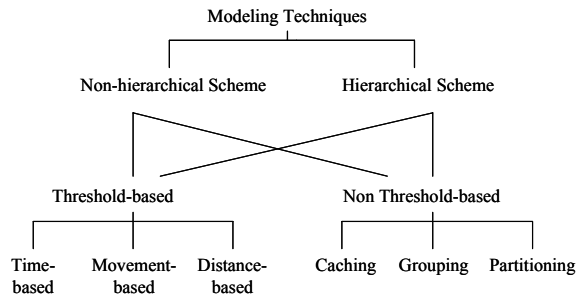 Modeling Techniques
Non-hierarchical Scheme
Hierarchical Scheme
Threshold-based
Non Threshold-based
Time-
based
Movement-
based
Distance-
based
Caching
Grouping
Partitioning